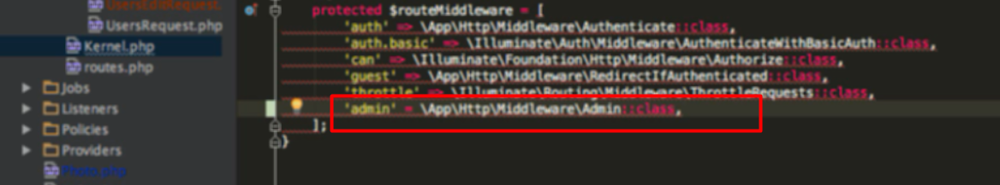 UsersEditRequest.
UsersRequest.php
Kernel.php
routes.php
Jobs
Listeners
Policies
Providers
Photo.php
protected $routeMiddleware = [
'auth' => \App\Http\Middleware\Authenticate::class,
'auth.basic' => \Illuminate\Auth\Middleware\AuthenticateWithBasicAuth::class,
'can' => \Illuminate\Foundation\Http\Middleware\Authorize::class,
'guest' => \App\Http\Middleware\RedirectIfAuthenticated::class,
'throttle' => \Illuminate\Routing\Middleware\ThrottleRequests::class,
'admin' = \App\Http\Middleware\Admin::class,
];
}